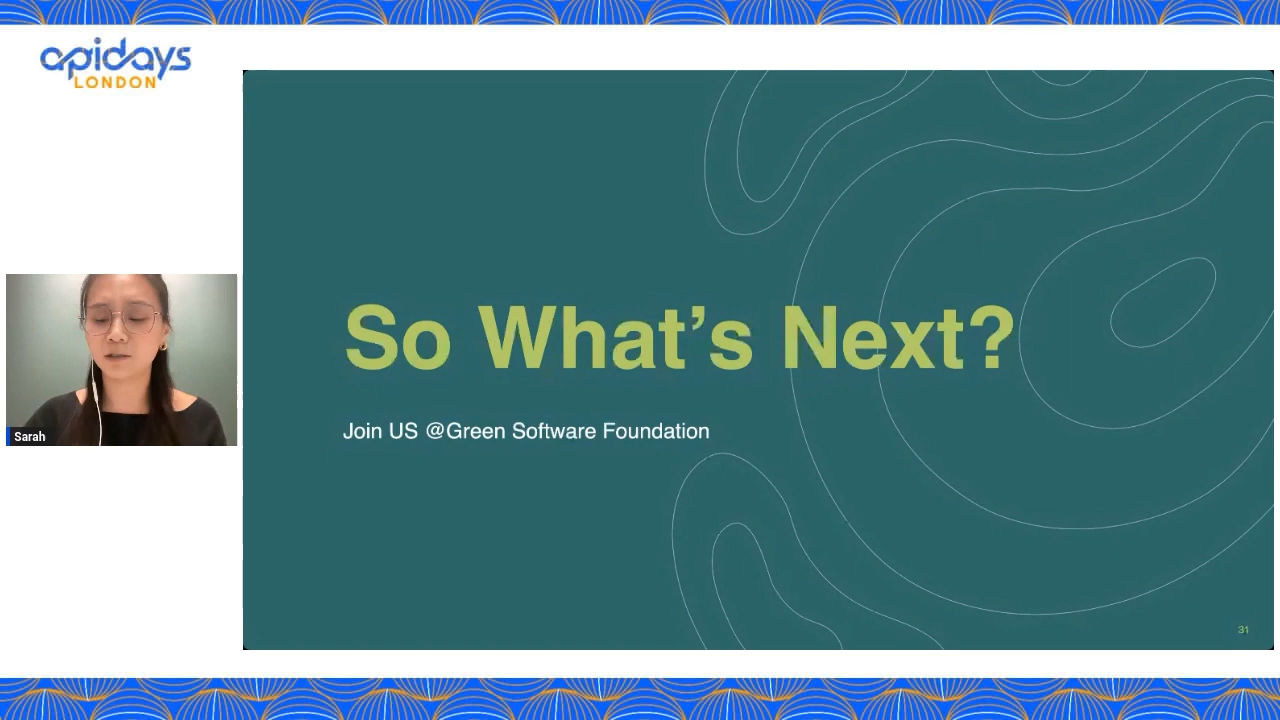 apidays
LONDON
So What's Next?
Join US @Green Software Foundation
Sarah
31